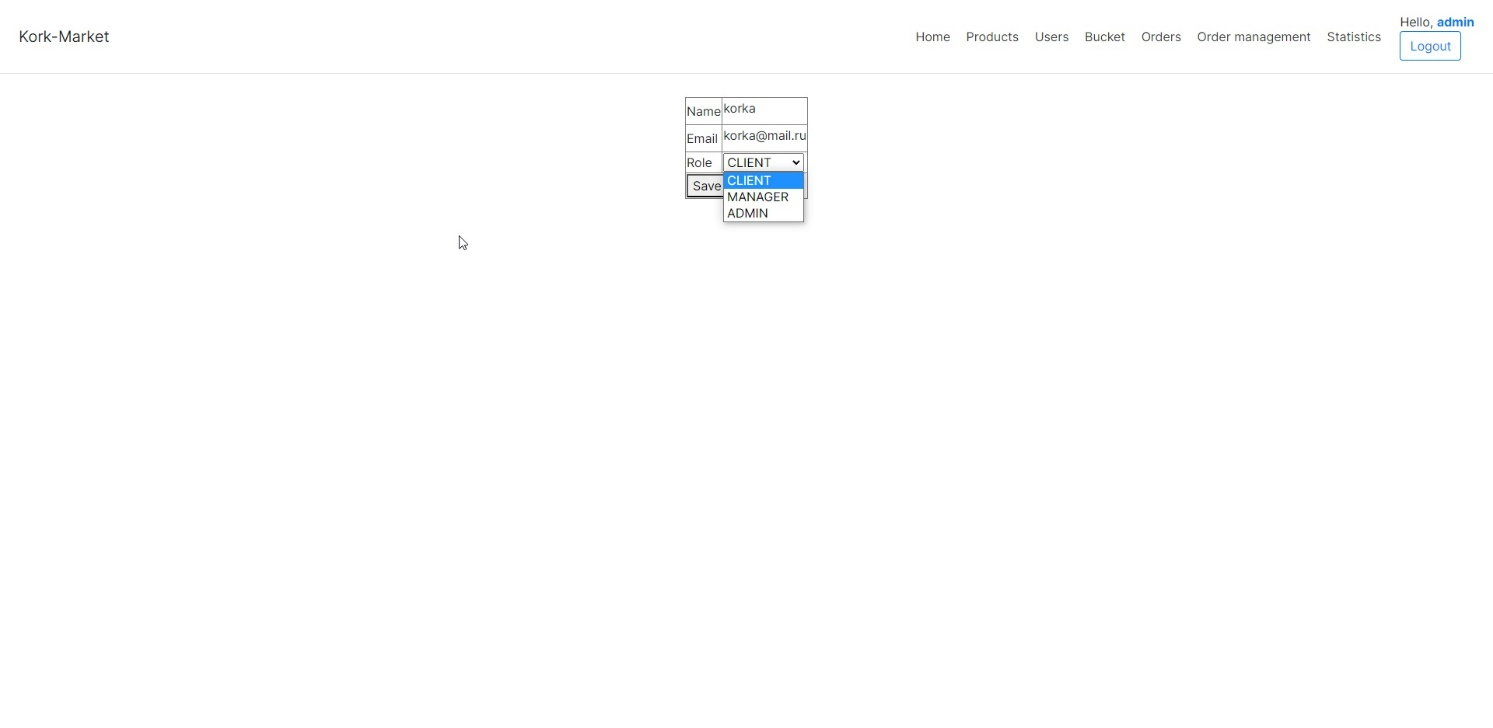 Kork-Market
Home Products Users Bucket Orders Order management Statistics
Hello, admin
Logout
Name korka
Email korka@mail.ru
Role CLIENT
CLIENT
Save
MANAGER
ADMIN